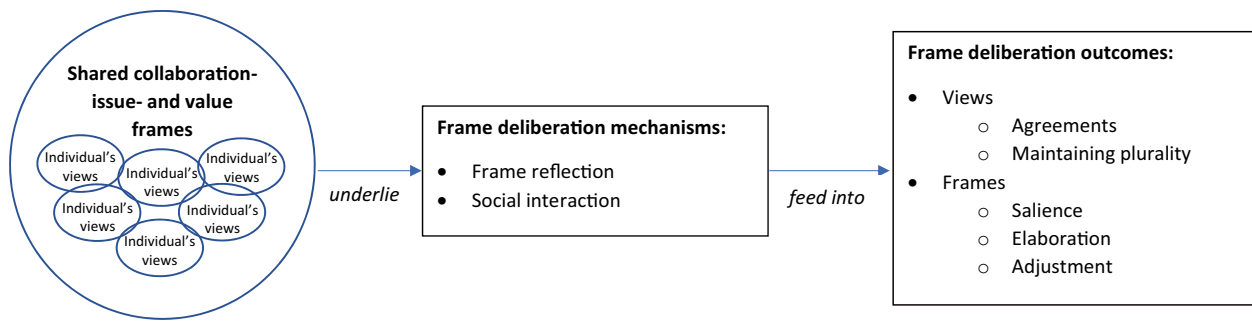 Shared collaboration-
issue- and value
frames
Individual's
views
Individual's
views
Individual's
views
Individual's
views
Individual's
views
Individual's
views
underlie
Frame deliberation mechanisms:
• Frame reflection
• Social interaction
feed into
Frame deliberation outcomes:
• Views
o Agreements
o Maintaining plurality
• Frames
o Salience
o Elaboration
o Adjustment